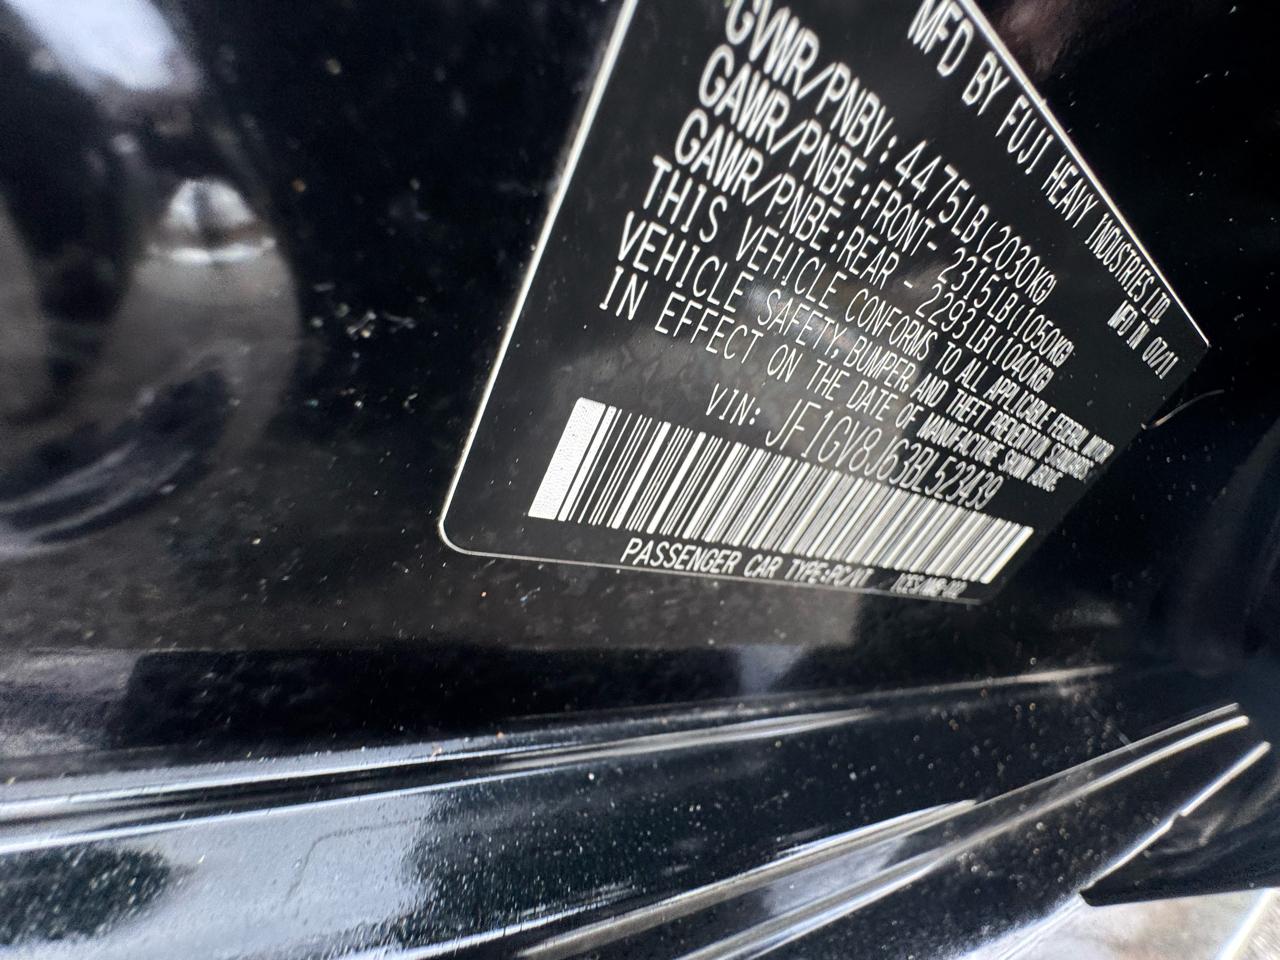 MFD BY FUJI HEAVY INDUSTRIES LTD.
MFD IN 07/11
GVWR/PNBV: 4475LB(2030KG)
GAWR/PNBE:FRONT- 2315LB(1050KG)
GAWR/PNBE:REAR - 2293LB(1040KG)
THIS VEHICLE CONFORMS TO ALL APPLICABLE FEDERAL MOTOR
VEHICLE SAFETY, BUMPER, AND THEFT PREVENTION STANDARDS
IN EFFECT ON THE DATE OF MANUFACTURE SHOWN ABOVE.
VIN: JF1GV8J63BL523439
PASSENGER CAR TYPE:PC/VT